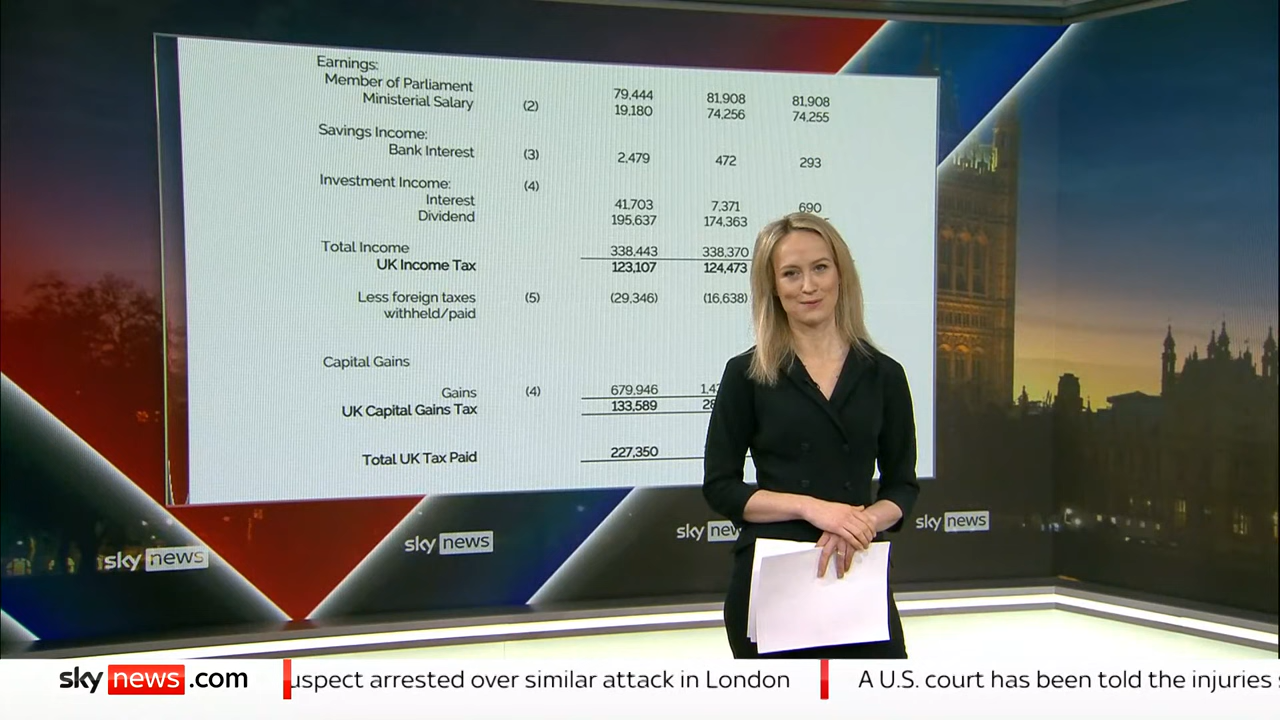 Earnings:
Member of Parliament 79,444 81,908 81,908
Ministerial Salary (2) 19,180 74,256 74,255
Savings Income:
Bank Interest (3) 2,479 472 293
Investment Income: (4)
Interest 41,703 7,371 690
Dividend 195,637 174,363
Total Income 338,443 338,370
UK Income Tax 123,107 124,473
Less foreign taxes (5) (29,346) (16,638)
withheld/paid
Capital Gains
Gains (4) 679,946
UK Capital Gains Tax 133,589
Total UK Tax Paid 227,350
sky news
sky news
sky new
sky news
sky news.com
uspect arrested over similar attack in London
A U.S. court has been told the injuries